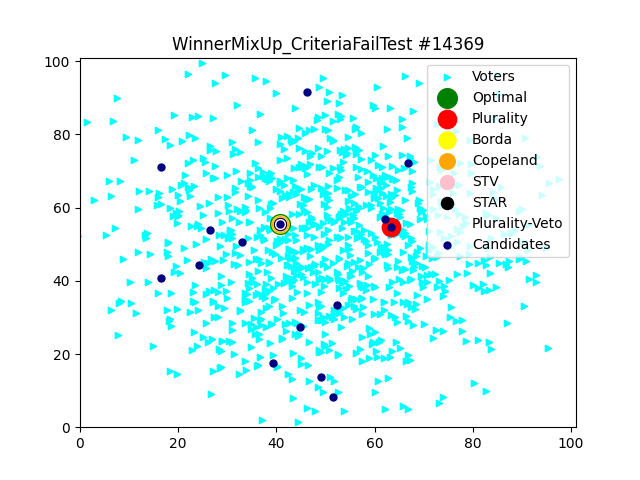 WinnerMixUp_CriteriaFailTest #14369
100
80
60
40
20
0
0
20
40
60
80
100
Voters
Optimal
Plurality
Borda
Copeland
STV
STAR
Plurality-Veto
Candidates